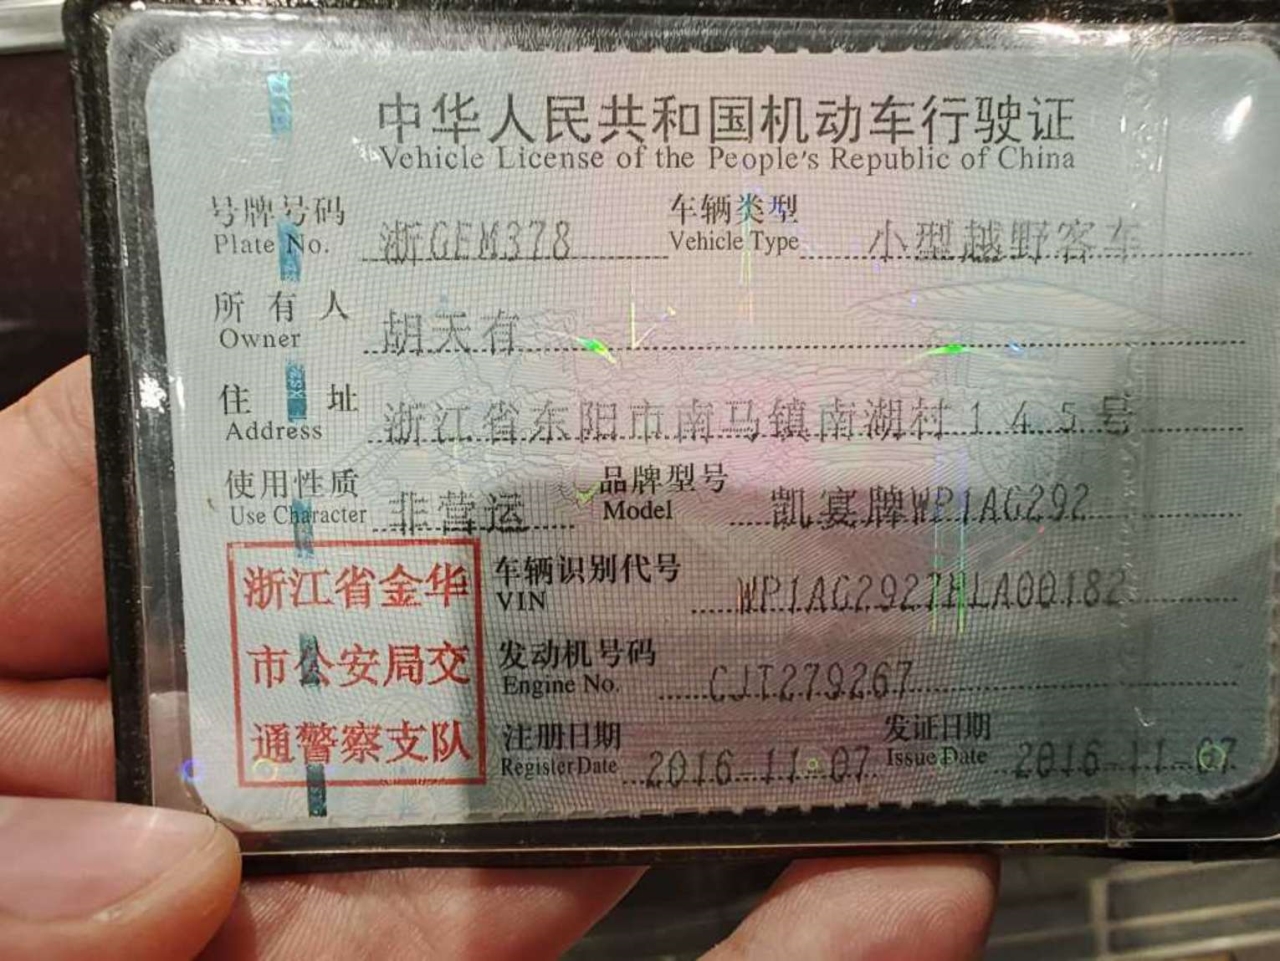 中华人民共和国机动车行驶证
Vehicle License of the People's Republic of China
号牌号码 浙GEM378 车辆类型 小型越野客车
Plate No. Vehicle Type
所有人 胡天有
Owner
住址 浙江省东阳市南马镇南湖村145号
Address
使用性质 非营运 品牌型号 凯宴牌WP1AG292
Use Character Model
浙江省金华
市公安局交
通警察支队
车辆识别代号 WP1AG2927HLA00182
VIN
发动机号码 CJT279267
Engine No.
注册日期 2016-11-07 发证日期 2016-11-07
Register Date Issue Date